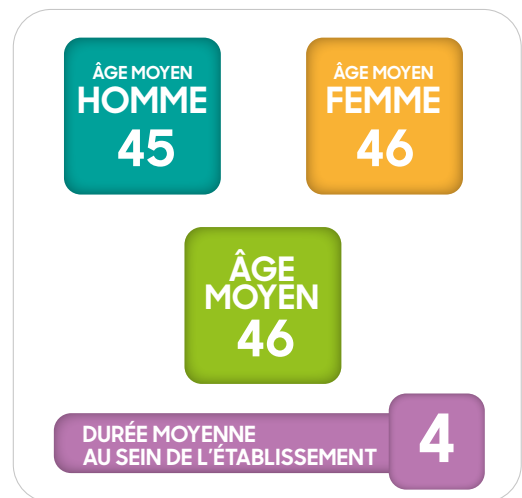 ÂGE MOYEN
HOMME
45
ÂGE MOYEN
FEMME
46
ÂGE
MOYEN
46
DURÉE MOYENNE
AU SEIN DE L'ÉTABLISSEMENT
4